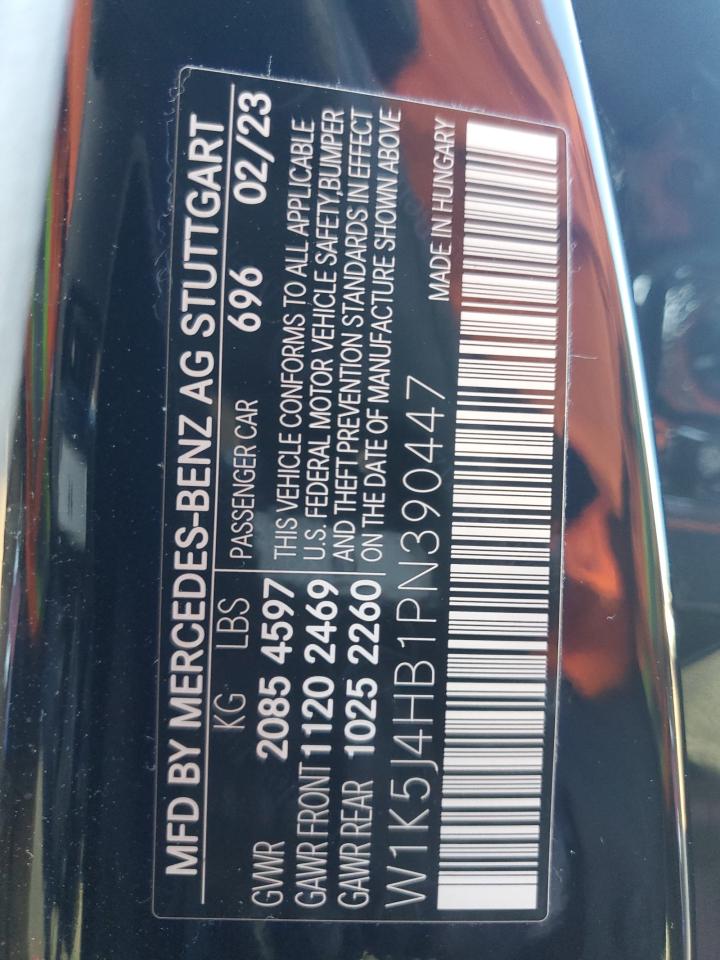 MFD BY MERCEDES-BENZ AG STUTTGART
KG LBS PASSENGER CAR 696 02/23
GVWR 2085 4597 THIS VEHICLE CONFORMS TO ALL APPLICABLE
GAWR FRONT 1120 2469 U.S. FEDERAL MOTOR VEHICLE SAFETY,BUMPER
GAWR REAR 1025 2260 AND THEFT PREVENTION STANDARDS IN EFFECT
ON THE DATE OF MANUFACTURE SHOWN ABOVE
W1K5J4HB1PN390447 MADE IN HUNGARY